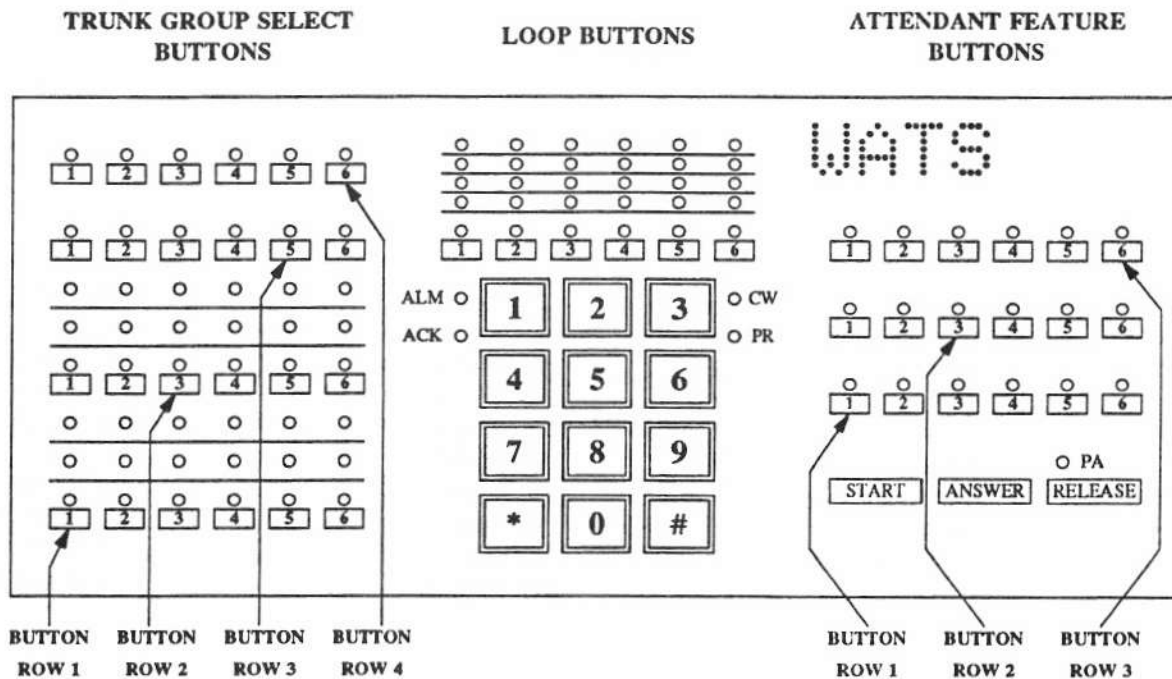 TRUNK GROUP SELECT
BUTTONS
LOOP BUTTONS
ATTENDANT FEATURE
BUTTONS
WATS
1 2 3 4 5 6
1 2 3 4 5 6
1 2 3 4 5 6
1 2 3 4 5 6
1 2 3 4 5 6
ALM
ACK
CW
PR
1 2 3
4 5 6
7 8 9
* 0 #
1 2 3 4 5 6
1 2 3 4 5 6
1 2 3 4 5 6
PA
START ANSWER RELEASE
BUTTON
ROW 1
BUTTON
ROW 2
BUTTON
ROW 3
BUTTON
ROW 4
BUTTON
ROW 1
BUTTON
ROW 2
BUTTON
ROW 3